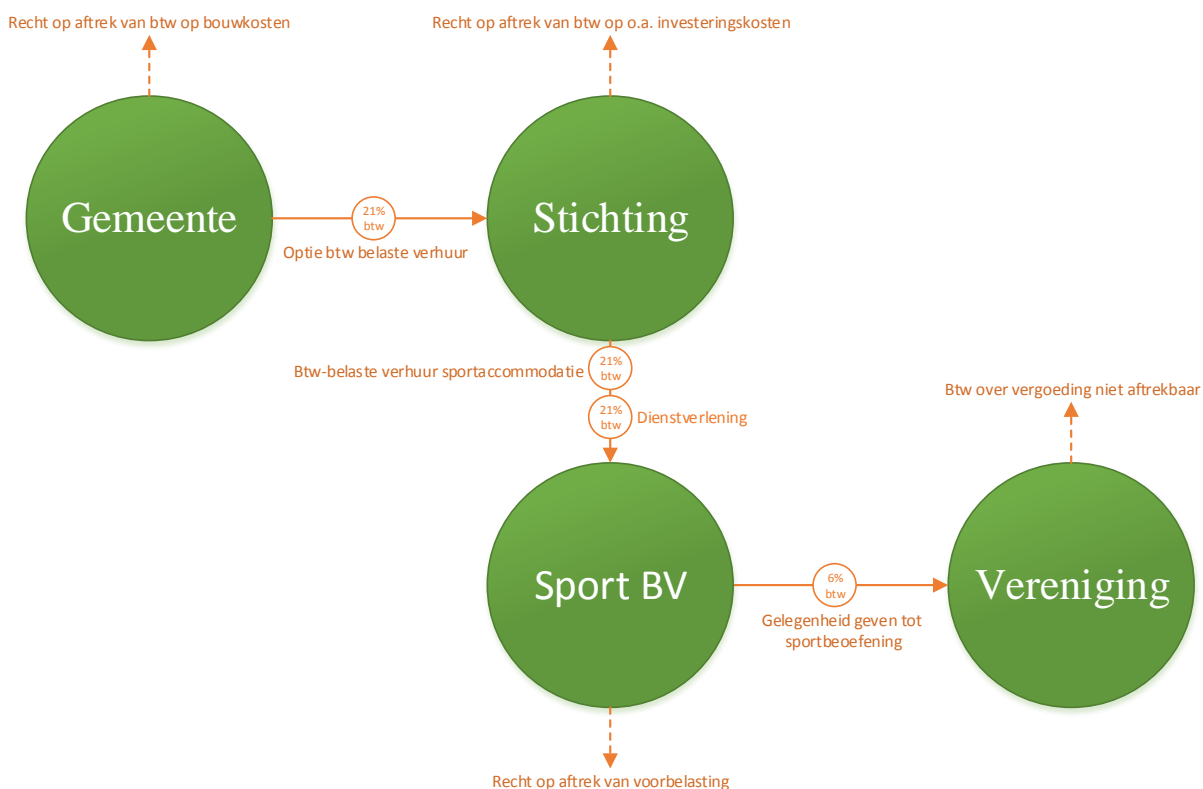 Recht op aftrek van btw op bouwkosten
Recht op aftrek van btw op o.a. investeringskosten
Gemeente
21%
btw
Optie btw belaste verhuur
Stichting
Btw-belaste verhuur sportaccommodatie
21%
btw
21%
btw
Dienstverlening
Btw over vergoeding niet aftrekbaar
Sport BV
6%
btw
Gelegenheid geven tot
sportbeoefening
Vereniging
Recht op aftrek van voorbelasting